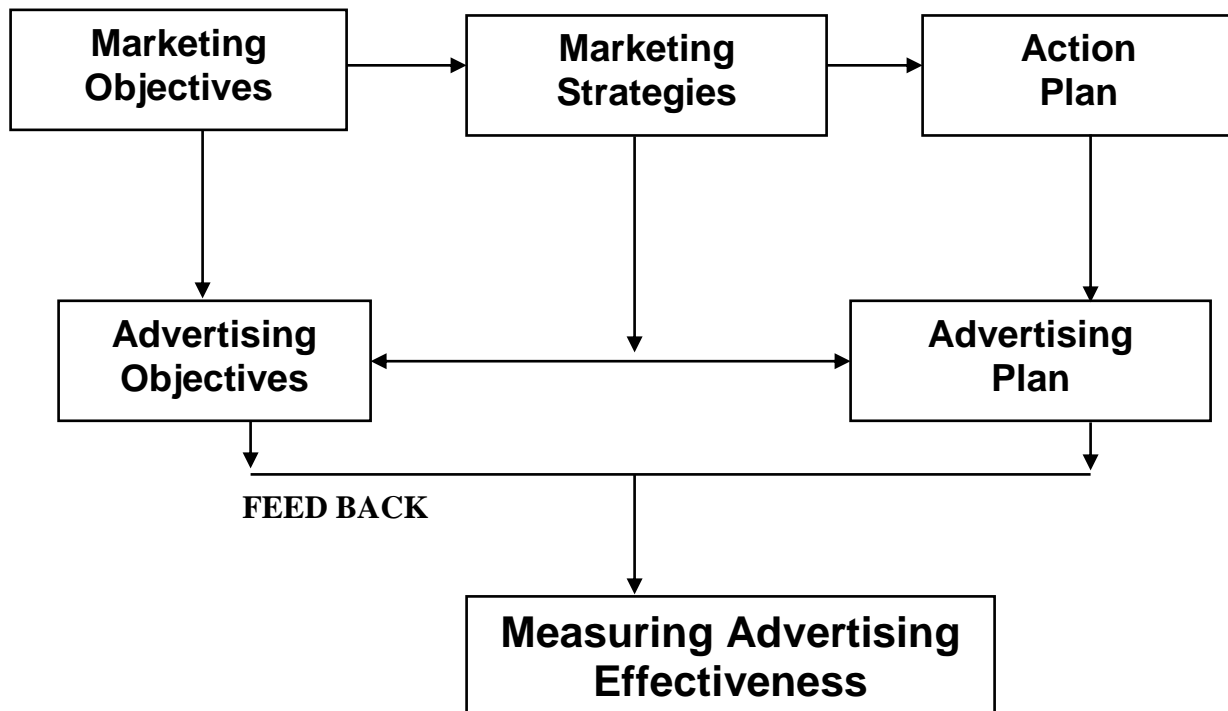 Marketing
Objectives
Marketing
Strategies
Action
Plan
Advertising
Objectives
Advertising
Plan
FEED BACK
Measuring Advertising
Effectiveness